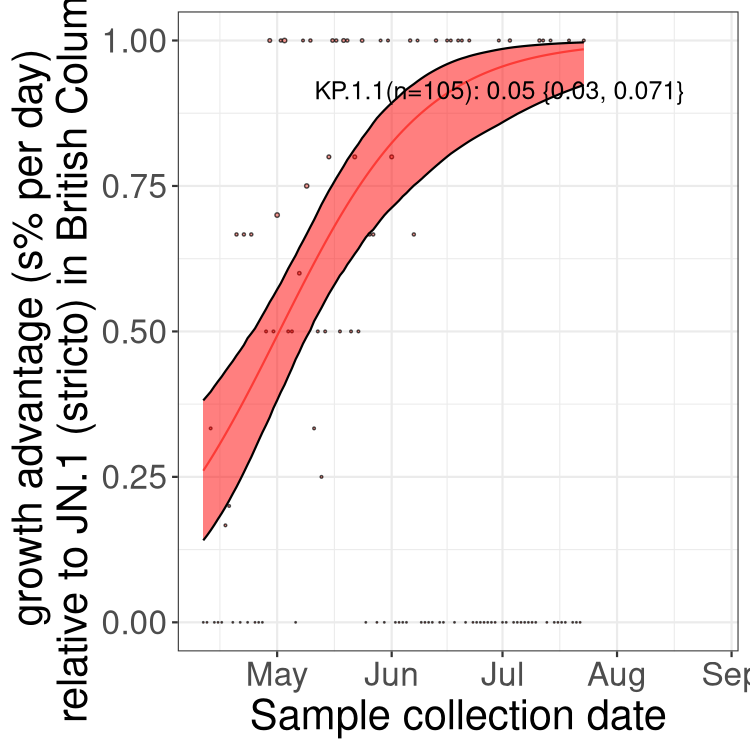 growth advantage (s% per day)
relative to JN.1 (stricto) in British Colum
1.00
0.75
0.50
0.25
0.00
KP.1.1(n=105): 0.05 {0.03, 0.071}
May Jun Jul Aug Sep
Sample collection date